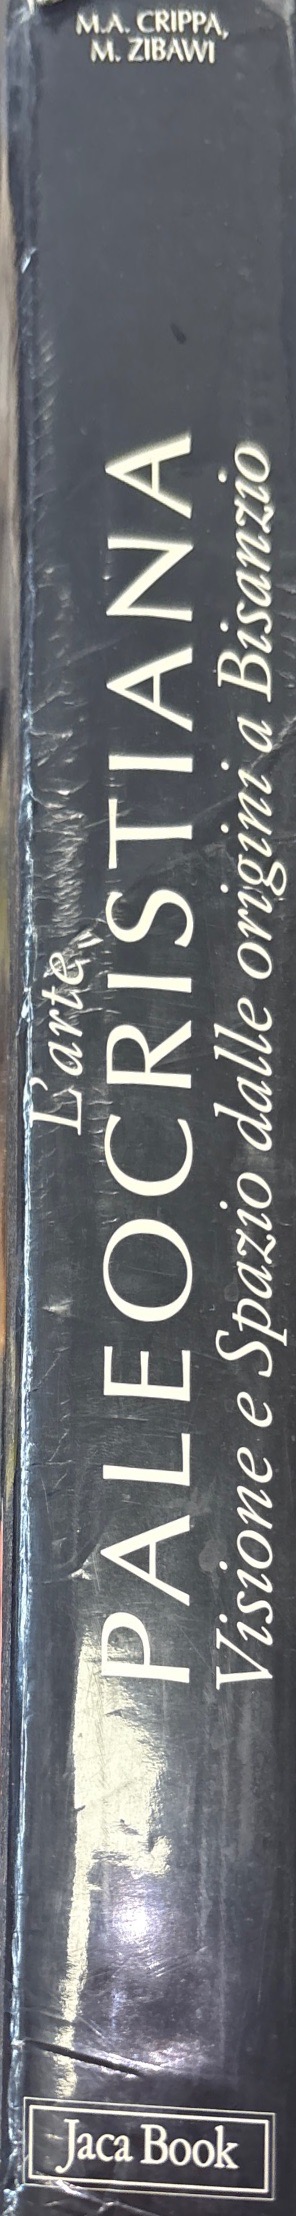 M.A. CRIPPA,
M. ZIBAWI
L'arte
PALEOCRISTIANA
Visione e Spazio dalle origini a Bisanzio
Jaca Book